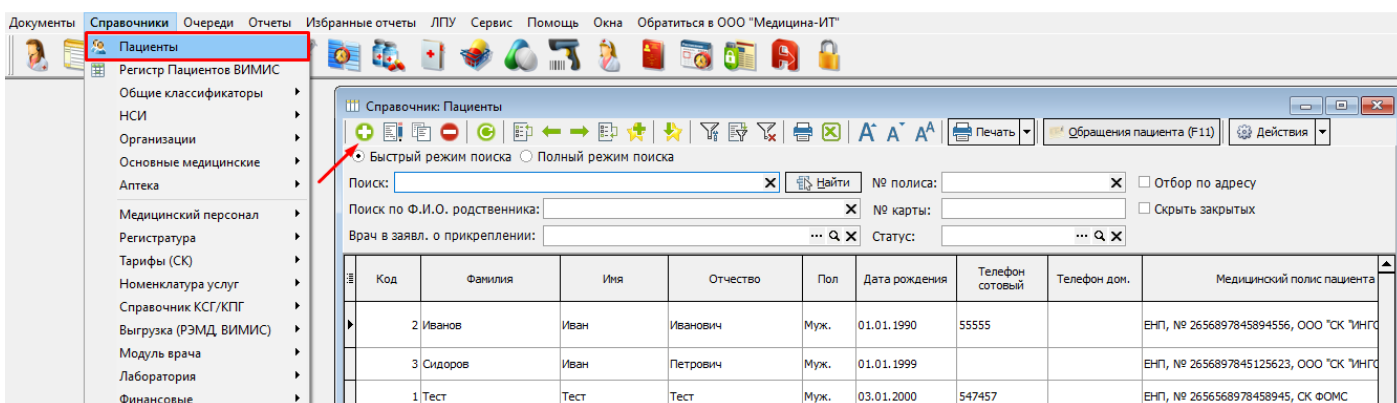 Документы Справочники Очереди Отчеты Избранные отчеты ЛПУ Сервис Помощь Окна Обратиться в ООО "Медицина-ИТ"
Пациенты
Регистр Пациентов ВИМИС
Общие классификаторы
НСИ
Организации
Основные медицинские
Аптека
Медицинский персонал
Регистратура
Тарифы (СК)
Номенклатура услуг
Справочник КСГ/КПГ
Выгрузка (РЭМД, ВИМИС)
Модуль врача
Лаборатория
Финансовые
Справочник: Пациенты
Печать Обращения пациента (F11) Действия
Быстрый режим поиска Полный режим поиска
Поиск: Найти № полиса: Отбор по адресу
Поиск по Ф.И.О. родственника: № карты: Скрыть закрытых
Врач в заявл. о прикреплении: Статус:
Код Фамилия Имя Отчество Пол Дата рождения Телефон сотовый Телефон дом. Медицинский полис пациента
2 Иванов Иван Иванович Муж. 01.01.1990 55555 ЕНП, № 2656897845894556, ООО "СК "ИНГО
3 Сидоров Иван Петрович Муж. 01.01.1999 ЕНП, № 2656897845125623, ООО "СК "ИНГО
1 Тест Тест Тест Муж. 03.01.2000 547457 ЕНП, № 2656568978458945, СК ФОМС